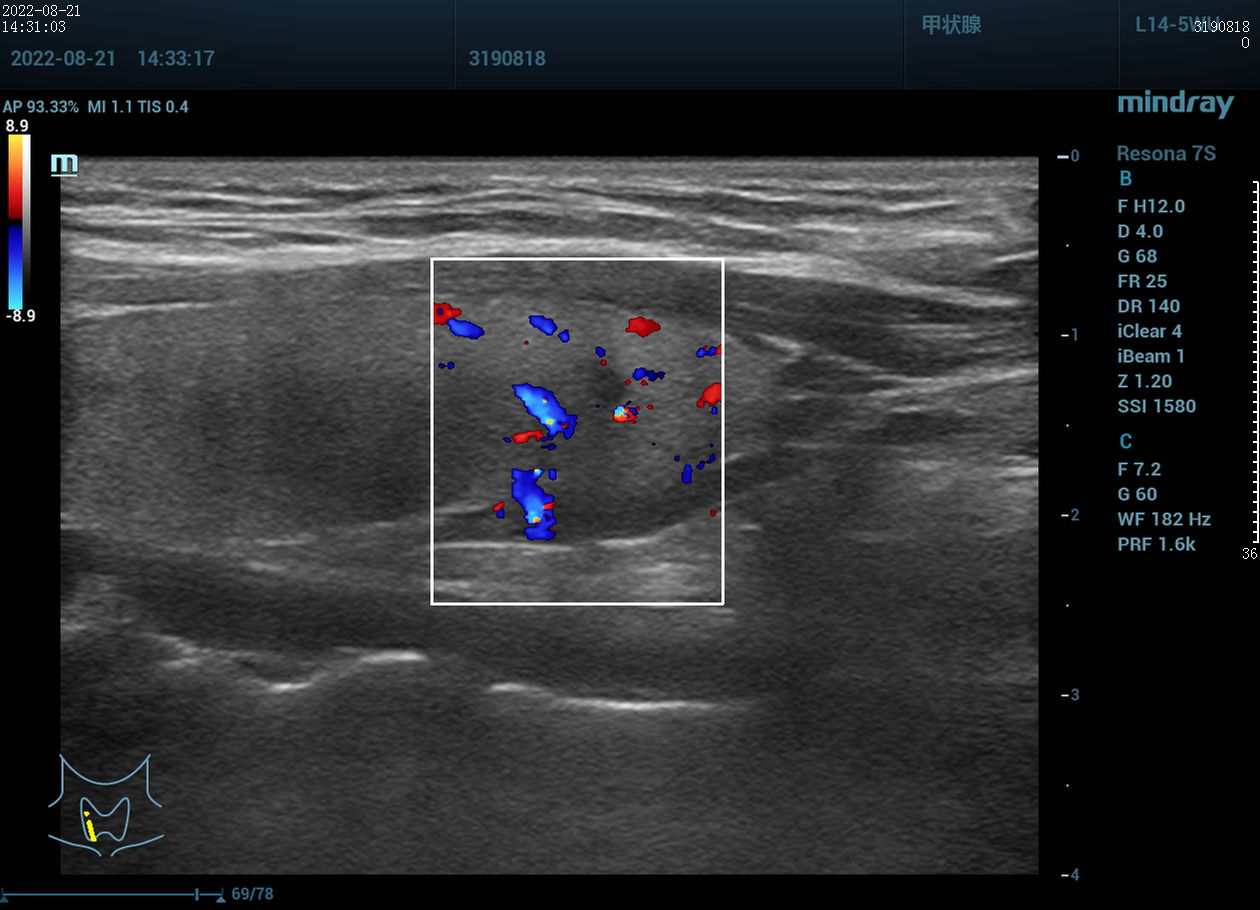 2022-08-21
14:31:03
2022-08-21 14:33:17
3190818
甲状腺
L14-5W
3190818
0
AP 93.33% MI 1.1 TIS 0.4
8.9
-8.9
m
mindray
Resona 7S
B
F H12.0
D 4.0
G 68
FR 25
DR 140
iClear 4
iBeam 1
Z 1.20
SSI 1580
C
F 7.2
G 60
WF 182 Hz
PRF 1.6k
0
1
2
3
4
36
69/78